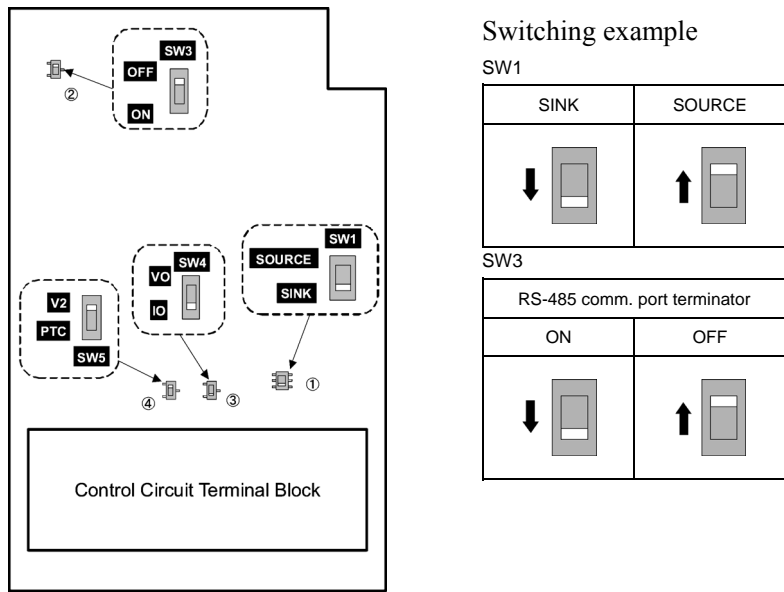 SW3
OFF
ON
②
SW1
SOURCE
SINK
SW4
VO
IO
V2
PTC
SW5
④
③
①
Control Circuit Terminal Block
Switching example
SW1
SINK SOURCE
SW3
RS-485 comm. port terminator
ON OFF